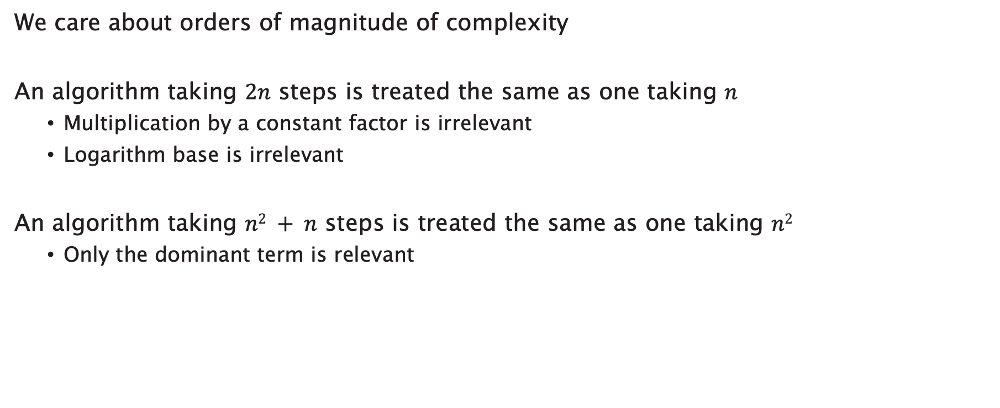 We care about orders of magnitude of complexity
An algorithm taking 2n steps is treated the same as one taking n
• Multiplication by a constant factor is irrelevant
• Logarithm base is irrelevant
An algorithm taking n² + n steps is treated the same as one taking n²
• Only the dominant term is relevant